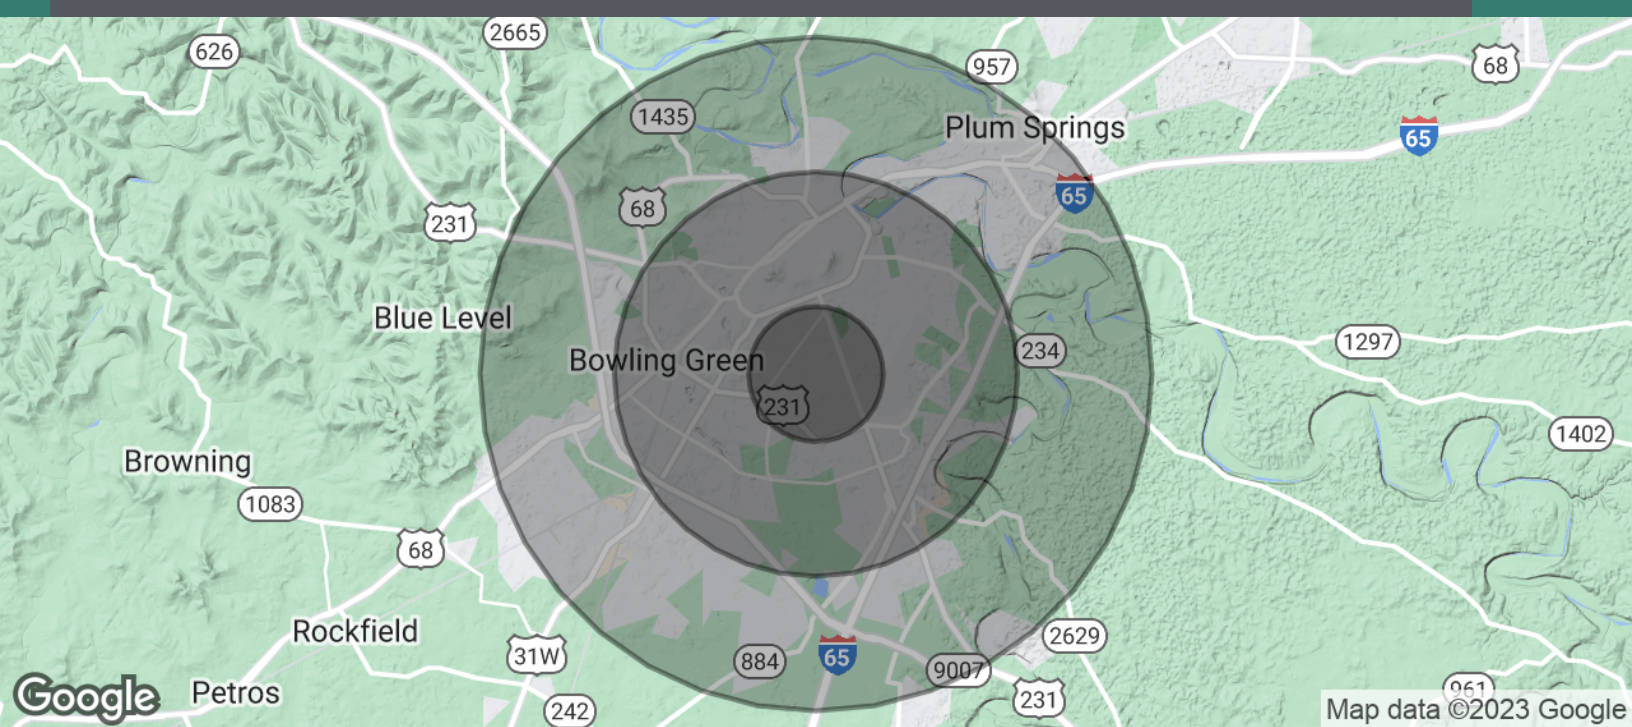 2665
626
957
68
1435
Plum Springs
65
65
68
231
Blue Level
234
1297
Bowling Green
231
1402
Browning
1083
68
Rockfield
2629
31W
65
884
9007
Petros
231
961
242
Google
Map data ©2023 Google